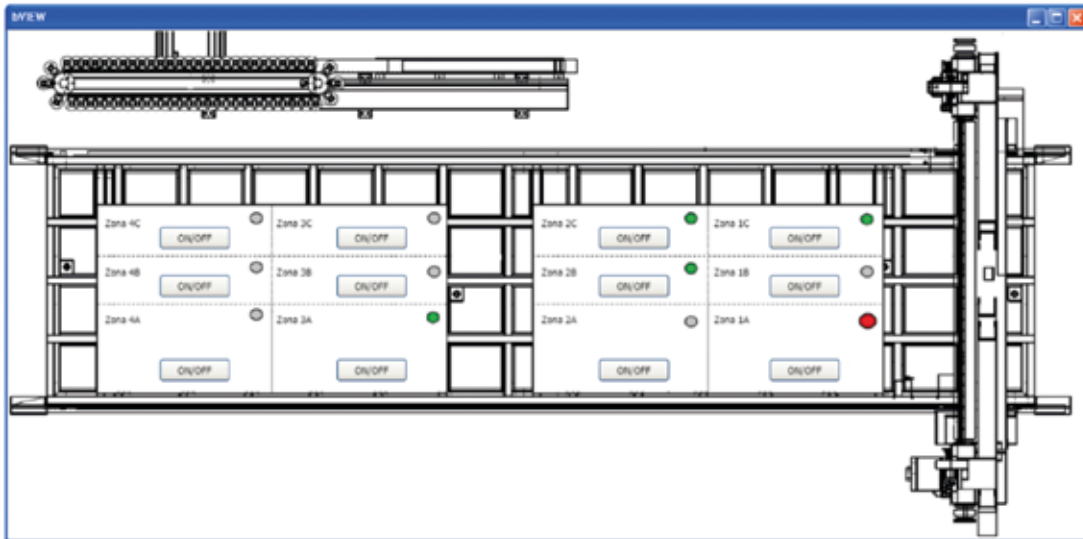 bVIEW
Zona 4C
Zona 3C
Zona 2C
Zona 1C
ON/OFF
ON/OFF
ON/OFF
ON/OFF
Zona 4B
Zona 3B
Zona 2B
Zona 1B
ON/OFF
ON/OFF
ON/OFF
ON/OFF
Zona 4A
Zona 3A
Zona 2A
Zona 1A
ON/OFF
ON/OFF
ON/OFF
ON/OFF